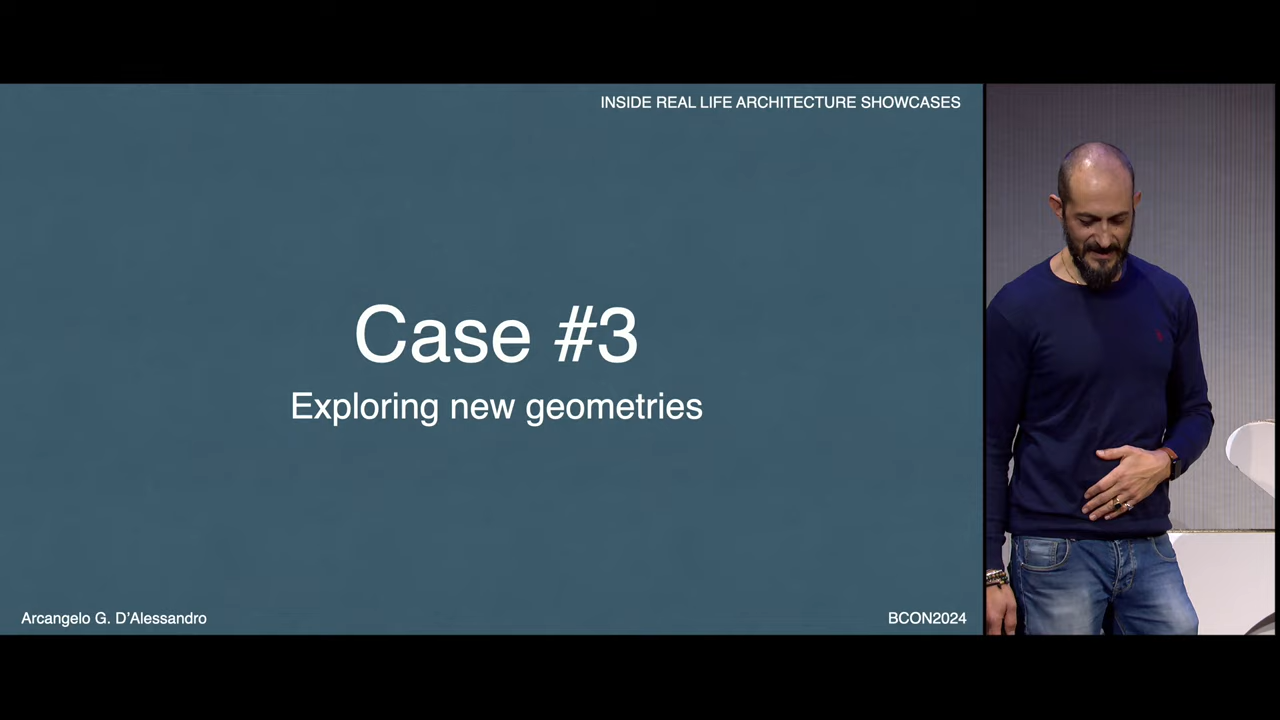 INSIDE REAL LIFE ARCHITECTURE SHOWCASES
Case #3
Exploring new geometries
Arcangelo G. D'Alessandro
BCON2024